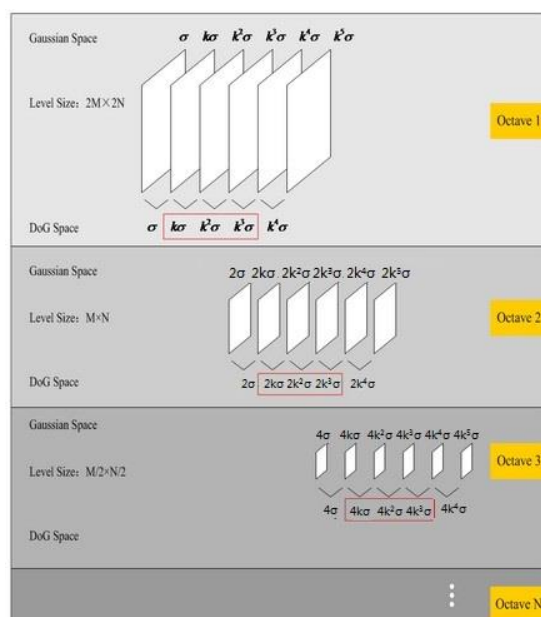 Gaussian Space σ kσ k²σ k³σ k⁴σ k⁵σ
Level Size: 2M×2N
Octave 1
DoG Space σ kσ k²σ k³σ k⁴σ
Gaussian Space 2σ 2kσ 2k²σ 2k³σ 2k⁴σ 2k⁵σ
Level Size: M×N
Octave 2
DoG Space 2σ 2kσ 2k²σ 2k³σ 2k⁴σ
Gaussian Space
4σ 4kσ 4k²σ 4k³σ 4k⁴σ 4k⁵σ
Octave 3
Level Size: M/2×N/2
4σ 4kσ 4k²σ 4k³σ 4k⁴σ
DoG Space
Octave N